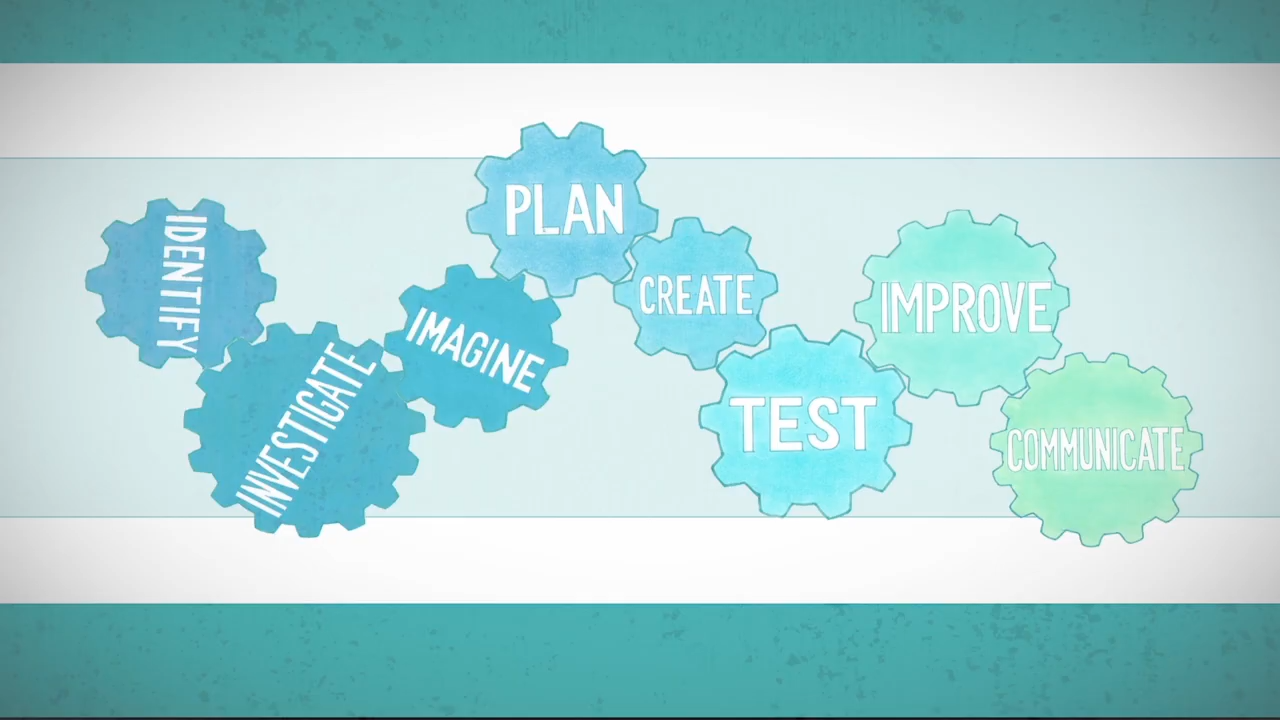 IDENTIFY
INVESTIGATE
IMAGINE
PLAN
CREATE
TEST
IMPROVE
COMMUNICATE